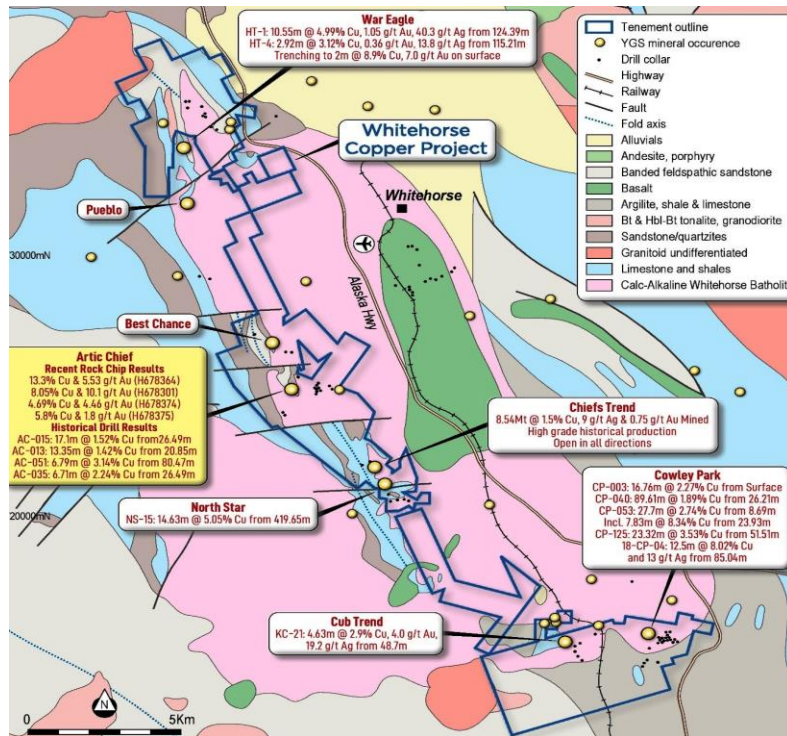 War Eagle
HT-1: 10.55m @ 4.99% Cu, 1.05 g/t Au, 40.3 g/t Ag from 124.39m
HT-4: 2.92m @ 3.12% Cu, 0.36 g/t Au, 13.8 g/t Ag from 115.21m
Trenching to 2m @ 8.9% Cu, 7.0 g/t Au on surface
Tenement outline
YGS mineral occurence
Drill collar
Highway
Railway
Fault
Fold axis
Alluvials
Andesite, porphyry
Banded feldspathic sandstone
Basalt
Argilite, shale & limestone
Bt & Hbl-Bt tonalite, granodiorite
Sandstone/quartzites
Granitoid undifferentiated
Limestone and shales
Calc-Alkaline Whitehorse Batholit
Whitehorse
Copper Project
Whitehorse
Pueblo
30000mN
Alaska Hwy
Best Chance
Artic Chief
Recent Rock Chip Results
13.3% Cu & 5.53 g/t Au (H678364)
8.05% Cu & 10.1 g/t Au (H678301)
4.69% Cu & 4.46 g/t Au (H678374)
5.8% Cu & 1.8 g/t Au (H678375)
Historical Drill Results
AC-015: 17.1m @ 1.52% Cu from26.49m
AC-013: 13.35m @ 1.42% Cu from 20.85m
AC-051: 6.79m @ 3.14% Cu from 80.47m
AC-035: 6.71m @ 2.24% Cu from 26.49m
Chiefs Trend
8.54Mt @ 1.5% Cu, 9 g/t Ag & 0.75 g/t Au Mined
High grade historical production
Open in all directions
Cowley Park
CP-003: 16.76m @ 2.27% Cu from Surface
CP-040: 89.61m @ 1.89% Cu from 26.21m
CP-053: 27.7m @ 2.74% Cu from 8.69m
Incl. 7.83m @ 8.34% Cu from 23.93m
CP-125: 23.32m @ 3.53% Cu from 51.51m
18-CP-04: 12.5m @ 8.02% Cu
and 13 g/t Ag from 85.04m
North Star
NS-15: 14.63m @ 5.05% Cu from 419.65m
20000mN
Cub Trend
KC-21: 4.63m @ 2.9% Cu, 4.0 g/t Au,
19.2 g/t Ag from 48.7m
N
0
5Km